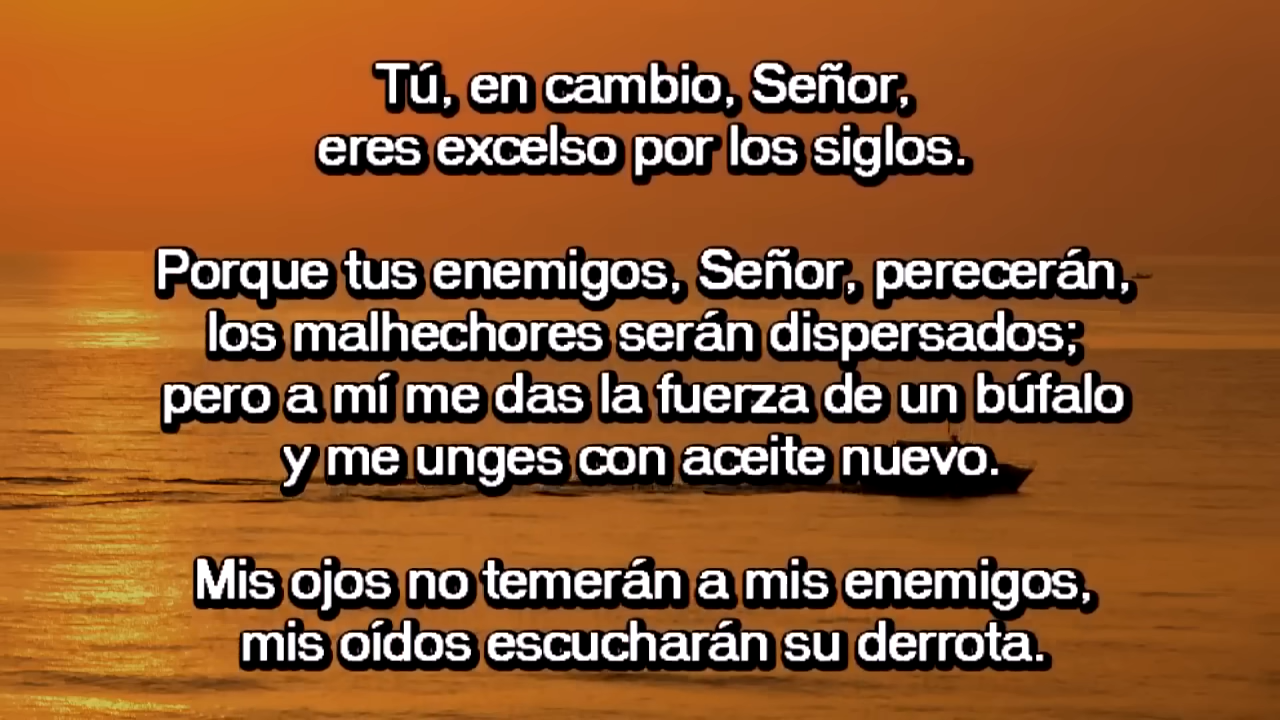 Tú, en cambio, Señor,
eres excelso por los siglos.
Porque tus enemigos, Señor, perecerán,
los malhechores serán dispersados;
pero a mí me das la fuerza de un búfalo
y me unges con aceite nuevo.
Mis ojos no temerán a mis enemigos,
mis oídos escucharán su derrota.